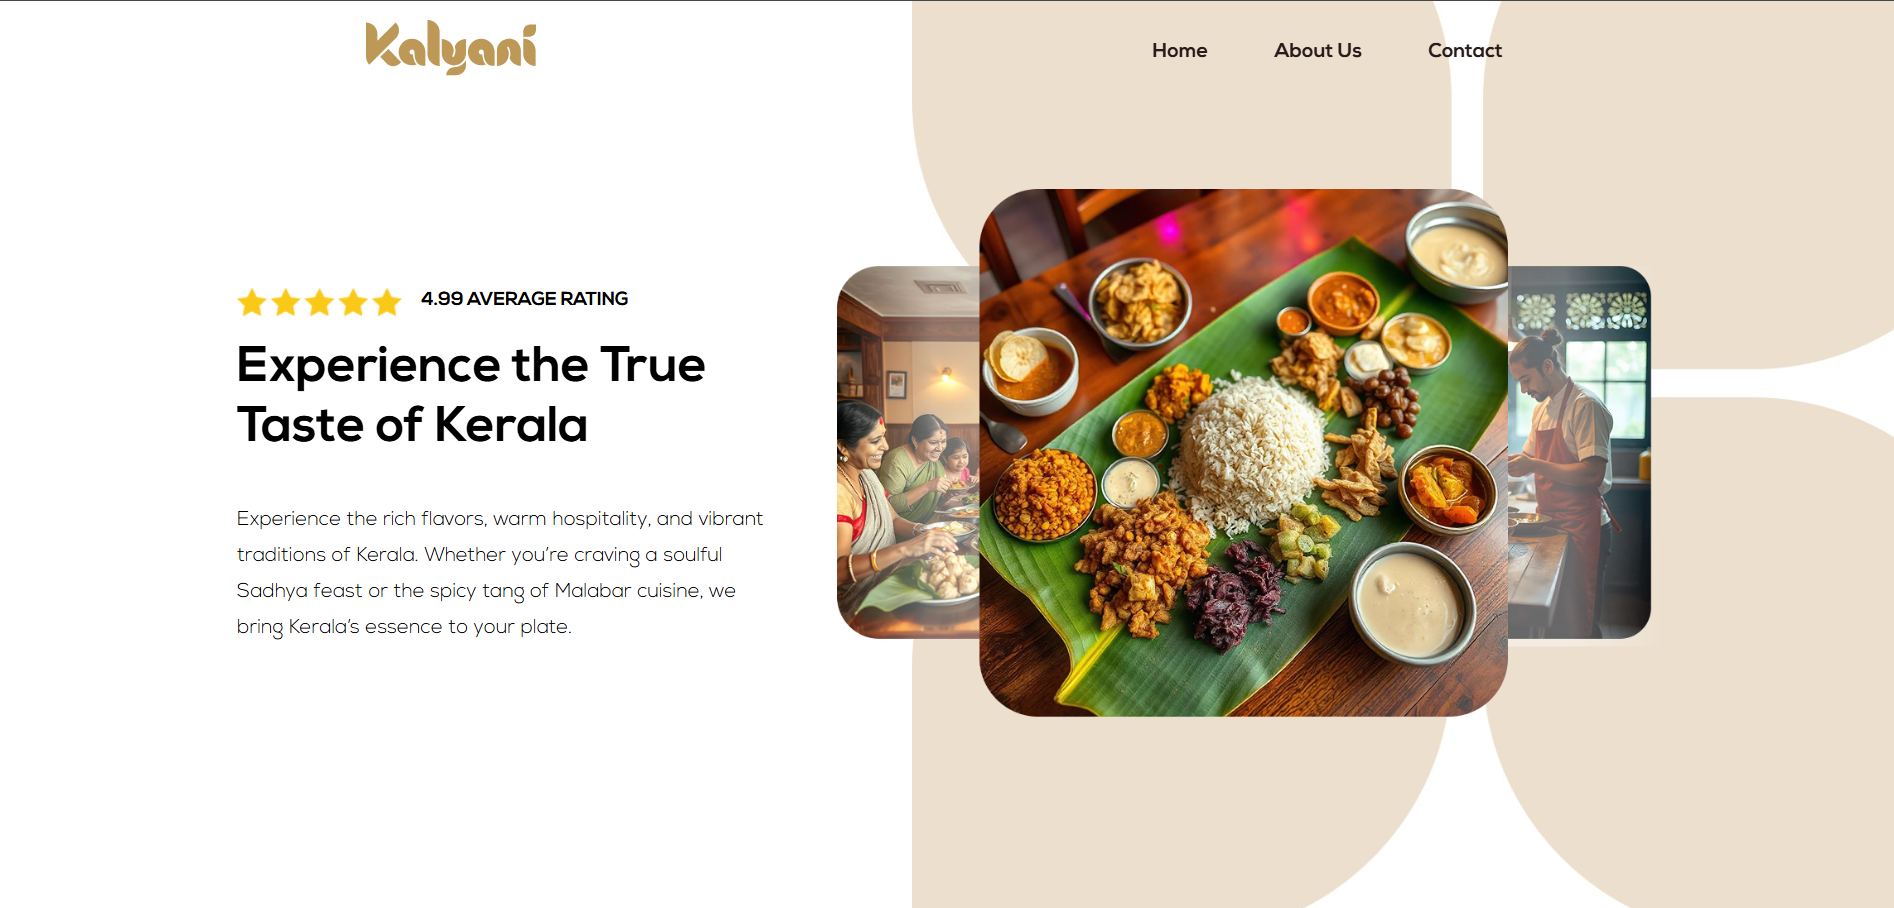 Kalyani
Home
About Us
Contact
4.99 AVERAGE RATING
Experience the True
Taste of Kerala
Experience the rich flavors, warm hospitality, and vibrant
traditions of Kerala. Whether you’re craving a soulful
Sadhya feast or the spicy tang of Malabar cuisine, we
bring Kerala’s essence to your plate.